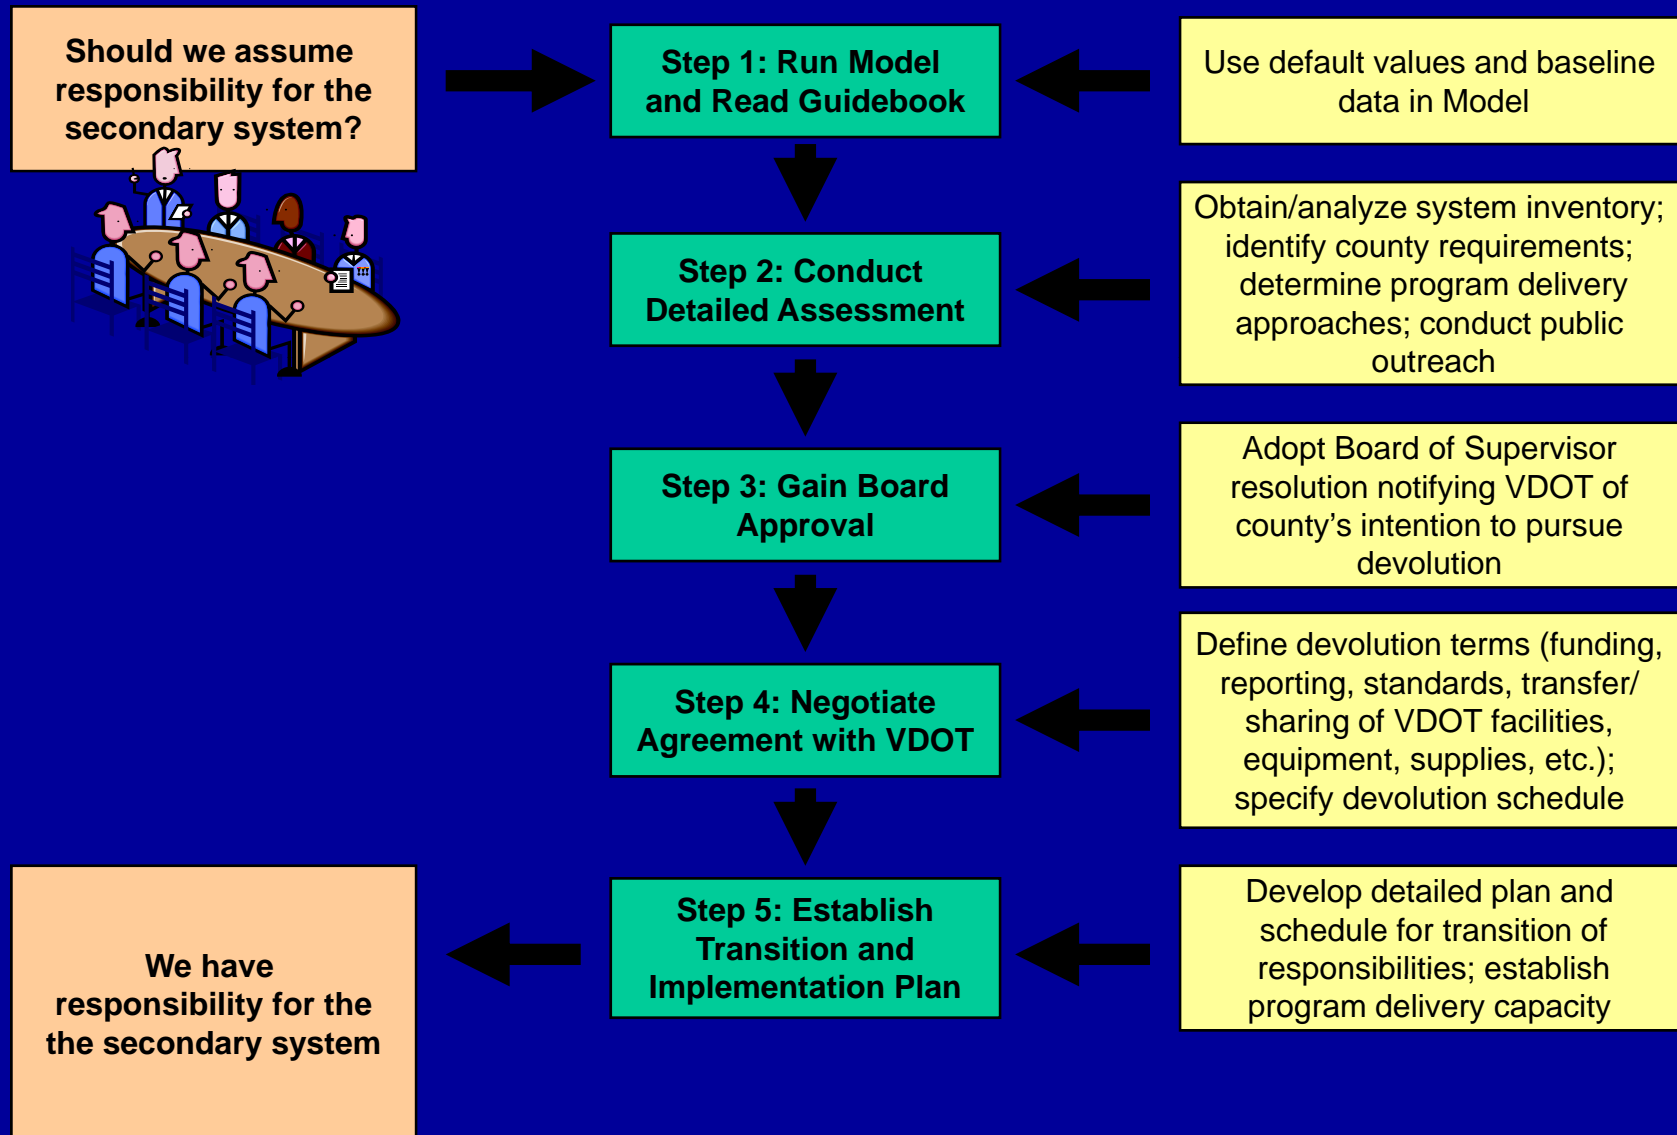 Should we assume
responsibility for the
secondary system?
Step 1: Run Model
and Read Guidebook
Use default values and baseline
data in Model
Step 2: Conduct
Detailed Assessment
Obtain/analyze system inventory;
identify county requirements;
determine program delivery
approaches; conduct public
outreach
Step 3: Gain Board
Approval
Adopt Board of Supervisor
resolution notifying VDOT of
county’s intention to pursue
devolution
Step 4: Negotiate
Agreement with VDOT
Define devolution terms (funding,
reporting, standards, transfer/
sharing of VDOT facilities,
equipment, supplies, etc.);
specify devolution schedule
Step 5: Establish
Transition and
Implementation Plan
Develop detailed plan and
schedule for transition of
responsibilities; establish
program delivery capacity
We have
responsibility for the
the secondary system